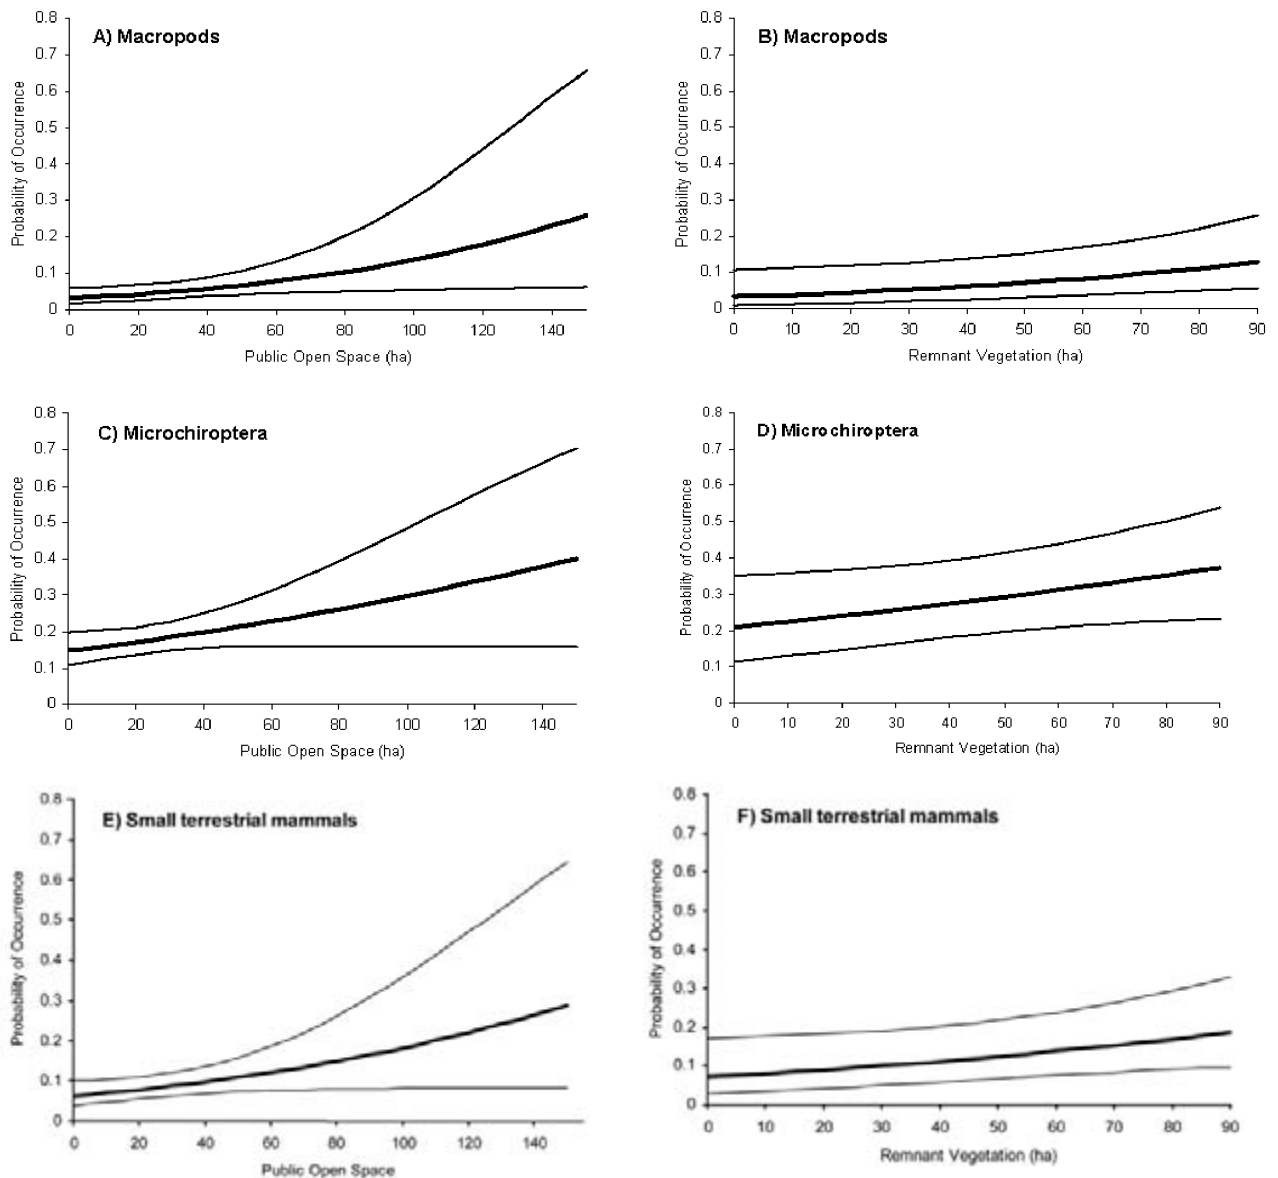 A) Macropods
Probability of Occurrence
0.8
0.7
0.6
0.5
0.4
0.3
0.2
0.1
0
0 20 40 60 80 100 120 140
Public Open Space (ha)
B) Macropods
Probability of Occurrence
0.8
0.7
0.6
0.5
0.4
0.3
0.2
0.1
0
0 10 20 30 40 50 60 70 80 90
Remnant Vegetation (ha)
C) Microchiroptera
Probability of Occurrence
0.8
0.7
0.6
0.5
0.4
0.3
0.2
0.1
0
0 20 40 60 80 100 120 140
Public Open Space (ha)
D) Microchiroptera
Probability of Occurrence
0.8
0.7
0.6
0.5
0.4
0.3
0.2
0.1
0
0 10 20 30 40 50 60 70 80 90
Remnant Vegetation (ha)
E) Small terrestrial mammals
Probability of Occurrence
0.8
0.7
0.6
0.5
0.4
0.3
0.2
0.1
0
0 20 40 60 80 100 120 140
Public Open Space
F) Small terrestrial mammals
Probability of Occurrence
0.8
0.7
0.6
0.5
0.4
0.3
0.2
0.1
0
0 10 20 30 40 50 60 70 80 90
Remnant Vegetation (ha)